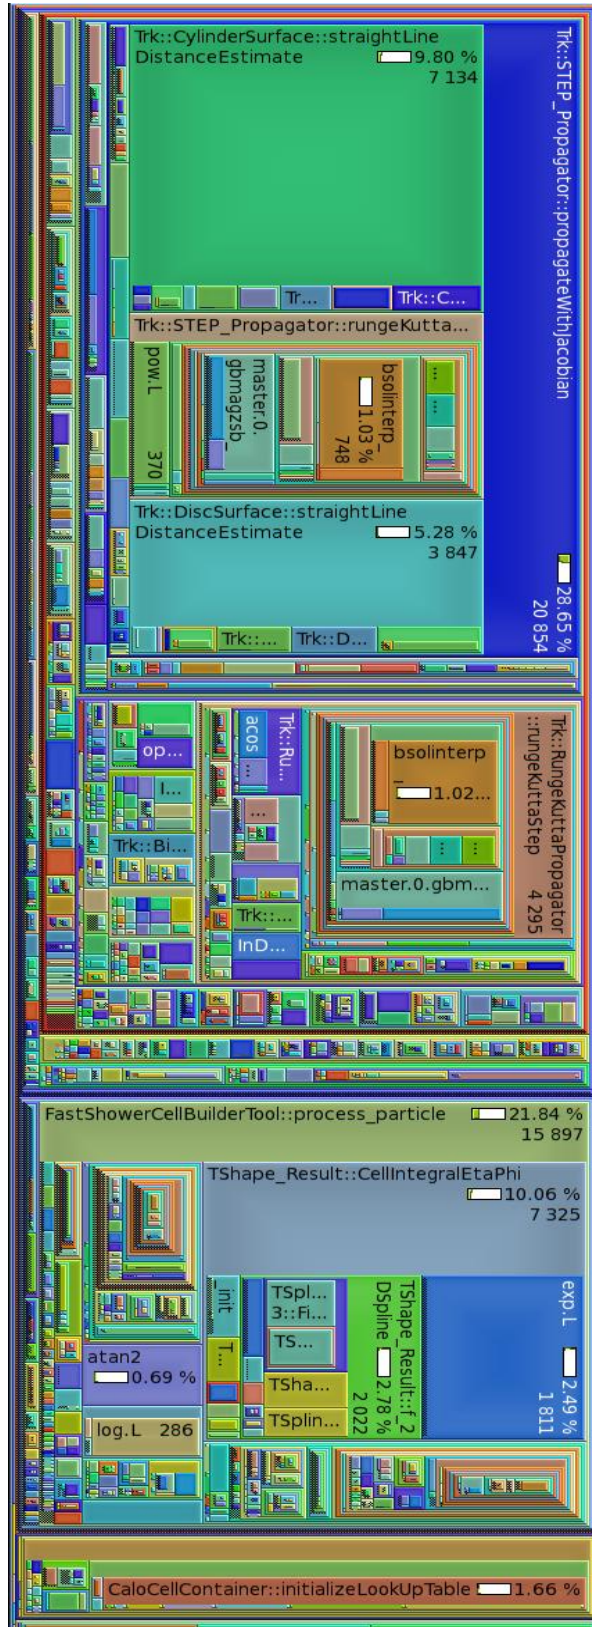 Trk::CylinderSurface::straightLine
DistanceEstimate 9.80 %
7 134
Tr...
Trk::C...
Trk::STEP_Propagator::propagateWithJacobian
28.65 %
20 854
Trk::STEP_Propagator::rungeKutta...
pow.L 370
master.0.
gbmagzsb_
bsolinterp_
1.03 %
748
...
...
Trk::DiscSurface::straightLine
DistanceEstimate 5.28 %
3 847
Trk::...
Trk::D...
op...
I...
Trk::Bi...
Trk::Ru...
acos
...
...
Trk::...
InD...
bsolinterp
_ 1.02...
...
...
master.0.gbm...
Trk::RungeKuttaPropagator
::rungeKuttaStep 4 295
FastShowerCellBuilderTool::process_particle 21.84 %
15 897
TShape_Result::CellIntegralEtaPhi
10.06 %
7 325
atan2
0.69 %
log.L 286
_init
T...
TSpl...
3::Fi...
TS...
TSha...
TSplin...
TShape_Result::f_2
DSpline 2.78 %
2 022
exp.L 2.49 %
1 811
CaloCellContainer::initializeLookUpTable 1.66 %